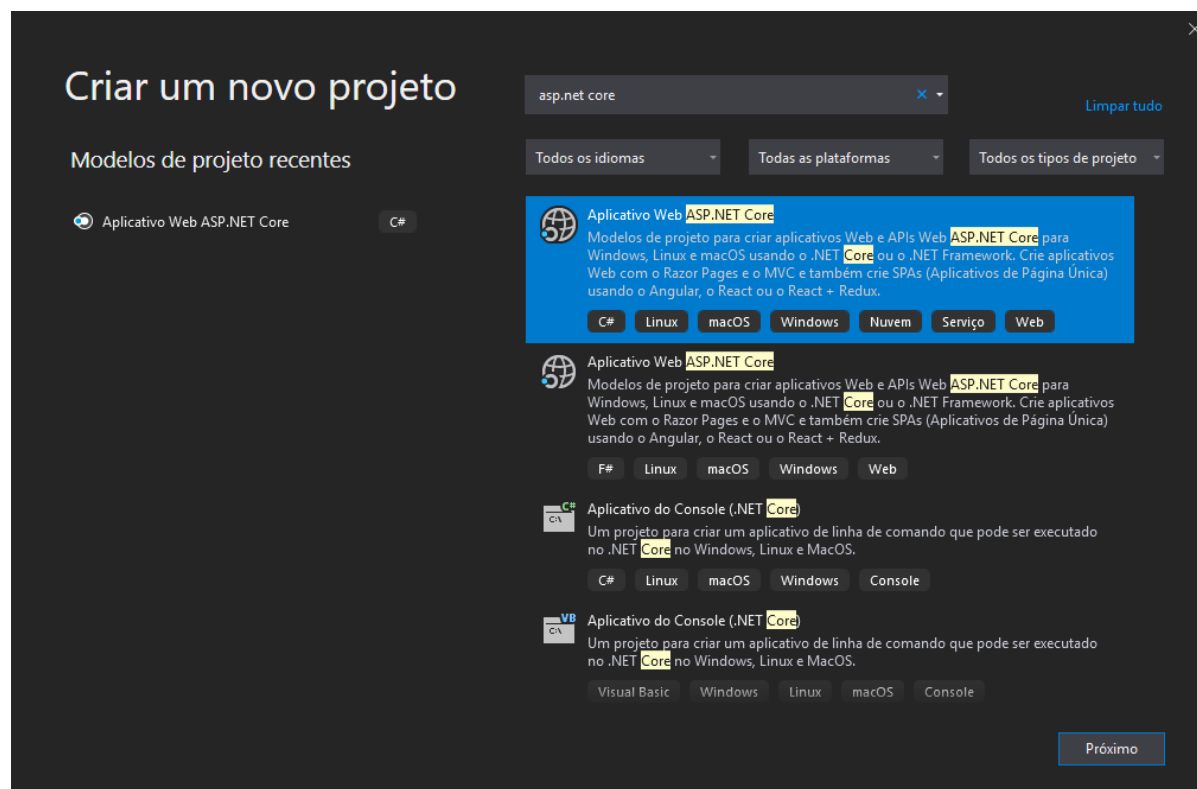 Criar um novo projeto
asp.net core
Limpar tudo
Modelos de projeto recentes
Todos os idiomas
Todas as plataformas
Todos os tipos de projeto
Aplicativo Web ASP.NET Core
C#
Aplicativo Web ASP.NET Core
Modelos de projeto para criar aplicativos Web e APIs Web ASP.NET Core para
Windows, Linux e macOS usando o .NET Core ou o .NET Framework. Crie aplicativos
Web com o Razor Pages e o MVC e também crie SPAs (Aplicativos de Página Única)
usando o Angular, o React ou o React + Redux.
C# Linux macOS Windows Nuvem Serviço Web
Aplicativo Web ASP.NET Core
Modelos de projeto para criar aplicativos Web e APIs Web ASP.NET Core para
Windows, Linux e macOS usando o .NET Core ou o .NET Framework. Crie aplicativos
Web com o Razor Pages e o MVC e também crie SPAs (Aplicativos de Página Única)
usando o Angular, o React ou o React + Redux.
F# Linux macOS Windows Web
C#
C:\
Aplicativo do Console (.NET Core)
Um projeto para criar um aplicativo de linha de comando que pode ser executado
no .NET Core no Windows, Linux e MacOS.
C# Linux macOS Windows Console
VB
C:\
Aplicativo do Console (.NET Core)
Um projeto para criar um aplicativo de linha de comando que pode ser executado
no .NET Core no Windows, Linux e MacOS.
Visual Basic Windows Linux macOS Console
Próximo